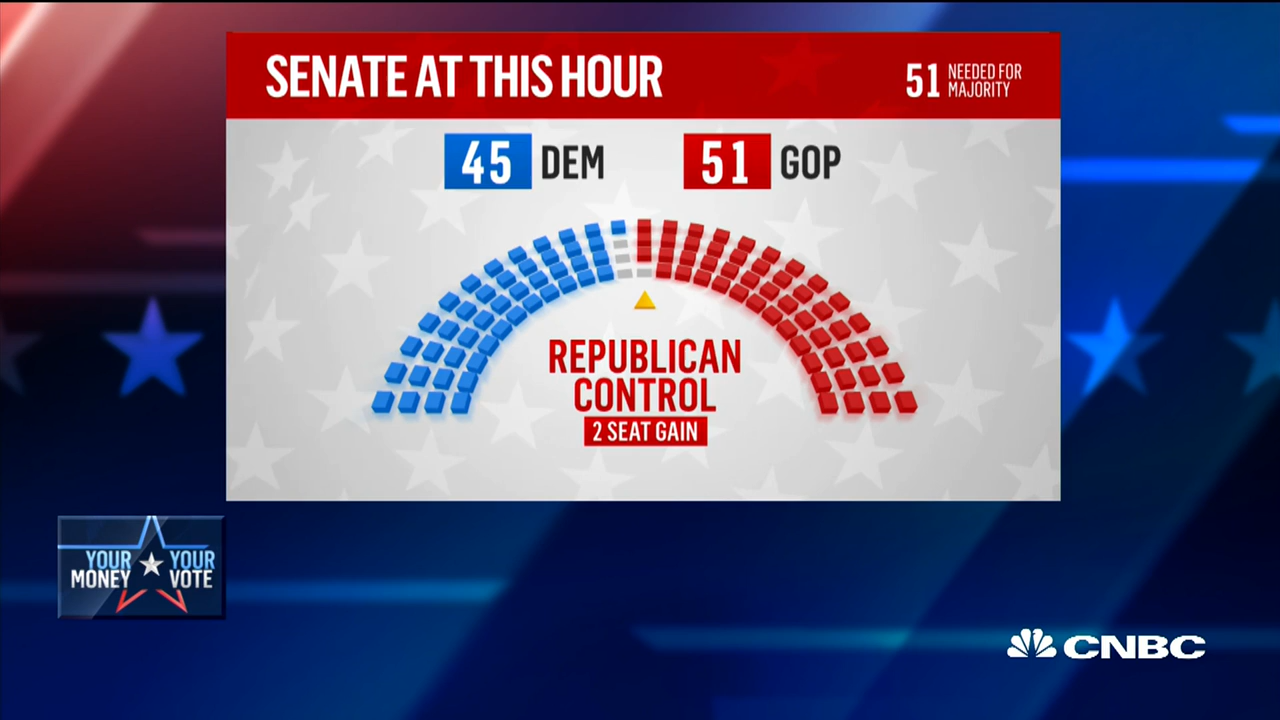 SENATE AT THIS HOUR
51 NEEDED FOR
MAJORITY
45 DEM
51 GOP
REPUBLICAN
CONTROL
2 SEAT GAIN
YOUR YOUR
MONEY VOTE
CNBC